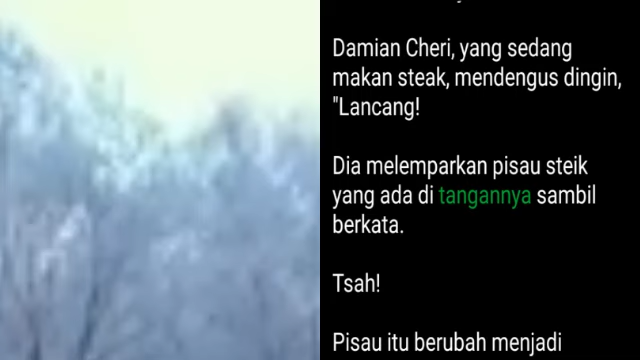 Damian Cheri, yang sedang
makan steak, mendengus dingin,
"Lancang!
Dia melemparkan pisau steik
yang ada di tangannya sambil
berkata.
Tsah!
Pisau itu berubah menjadi